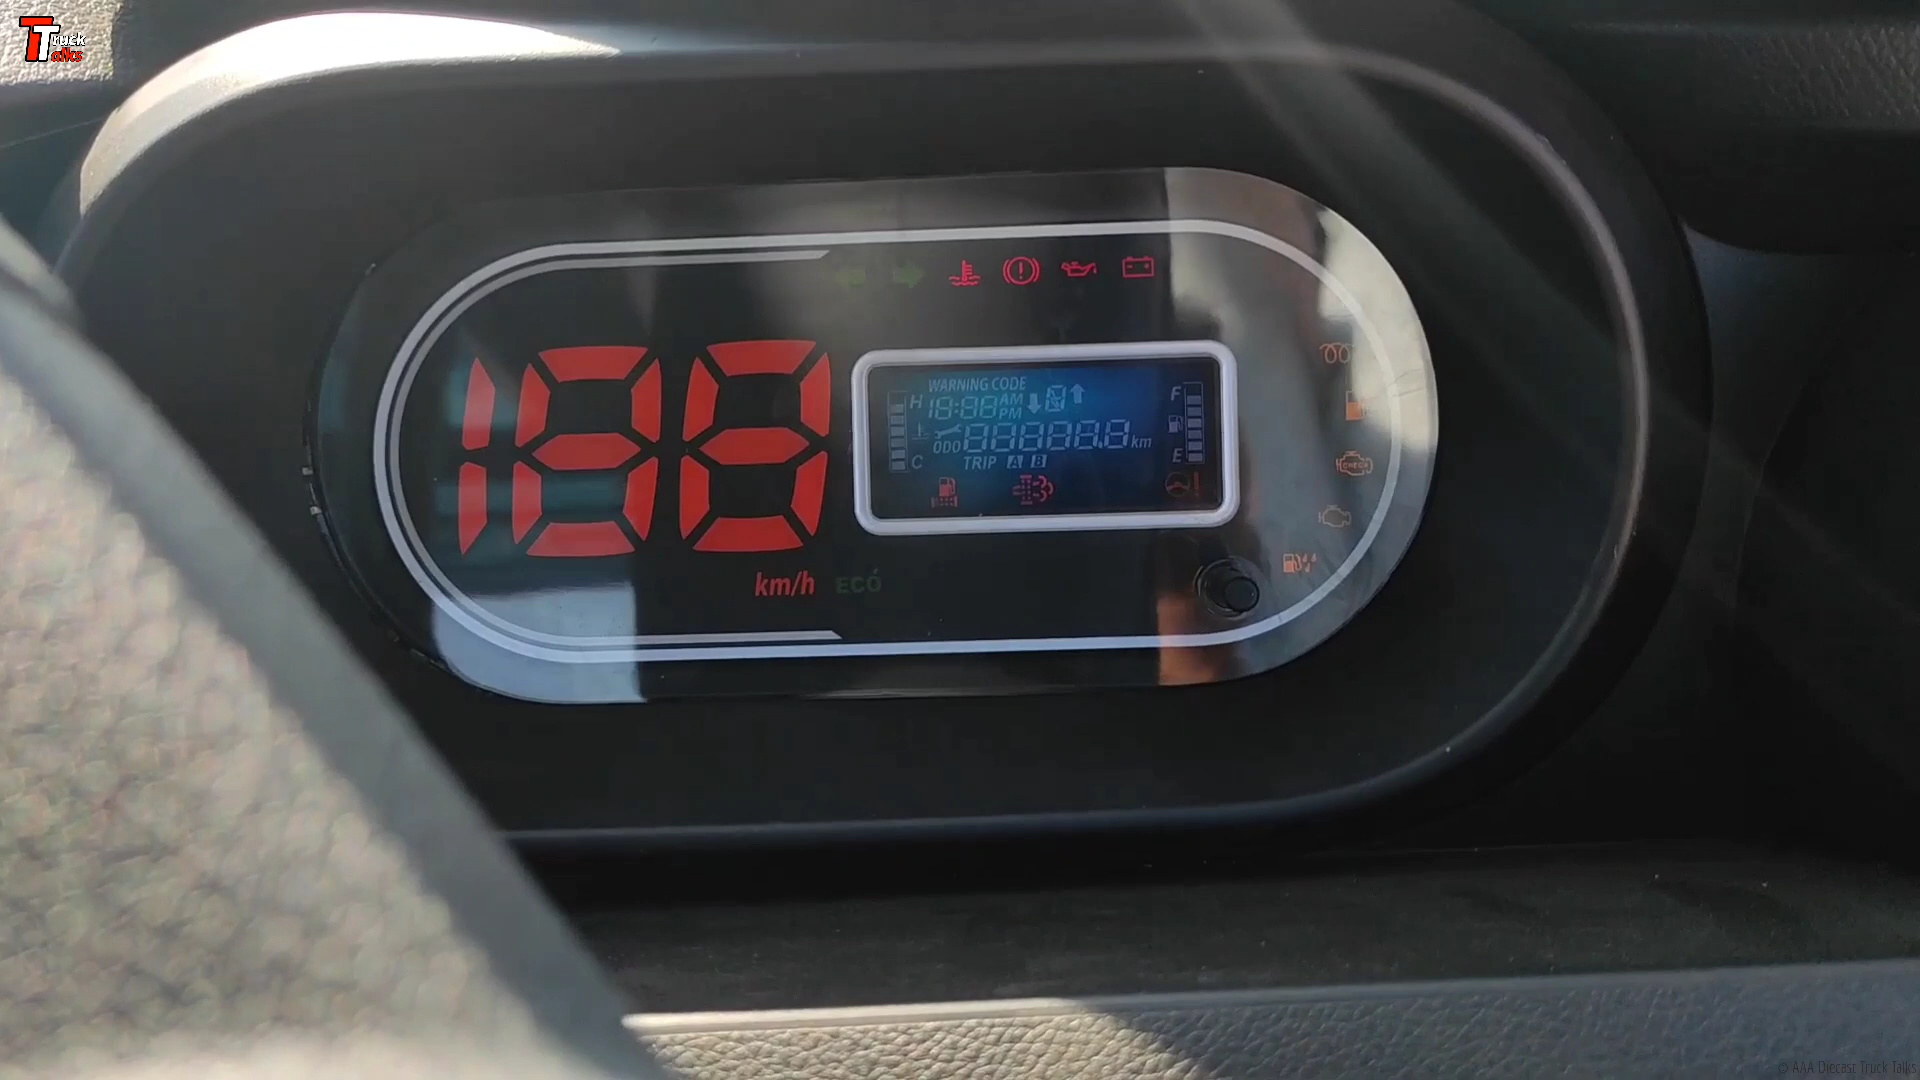 Truck
Talks
188
WARNING CODE
H
18:88 AM
PM
F
ODO 888888.8 km
C
TRIP A B
E
CHECK
km/h ECO
© AAA Diecast Truck Talks